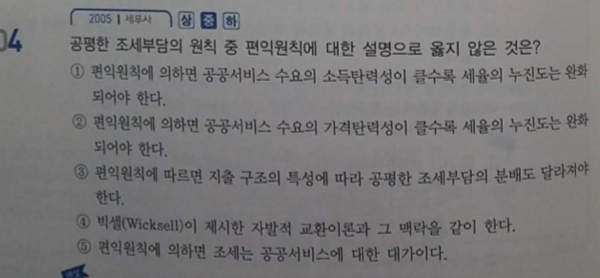 2005 | 세무사 상 중 하
04 공평한 조세부담의 원칙 중 편익원칙에 대한 설명으로 옳지 않은 것은?
① 편익원칙에 의하면 공공서비스 수요의 소득탄력성이 클수록 세율의 누진도는 완화
되어야 한다.
② 편익원칙에 의하면 공공서비스 수요의 가격탄력성이 클수록 세율의 누진도는 완화
되어야 한다.
③ 편익원칙에 따르면 지출 구조의 특성에 따라 공평한 조세부담의 분배도 달라져야
한다.
④ 빅셀(Wicksell)이 제시한 자발적 교환이론과 그 맥락을 같이 한다.
⑤ 편익원칙에 의하면 조세는 공공서비스에 대한 대가이다.